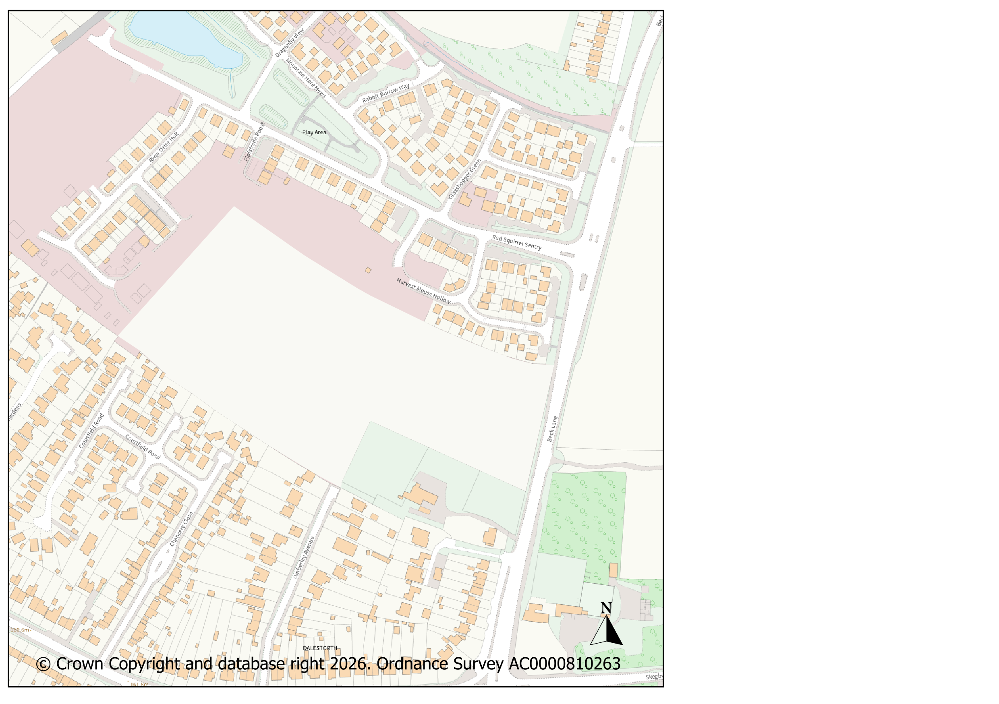 Dragonfly View
Mountain Hare Mews
Rabbit Burrow Way
Play Area
Pipistrelle Roost
River Otter Holt
Grasshopper Green
Red Squirrel Sentry
Harvest Mouse Hollow
Beck Lane
Courtfield Road
Courtfield Road
Chancery Close
Omberley Avenue
N
160.6m
DALESTORTH
© Crown Copyright and database right 2026. Ordnance Survey AC0000810263
Skegby
161.8m